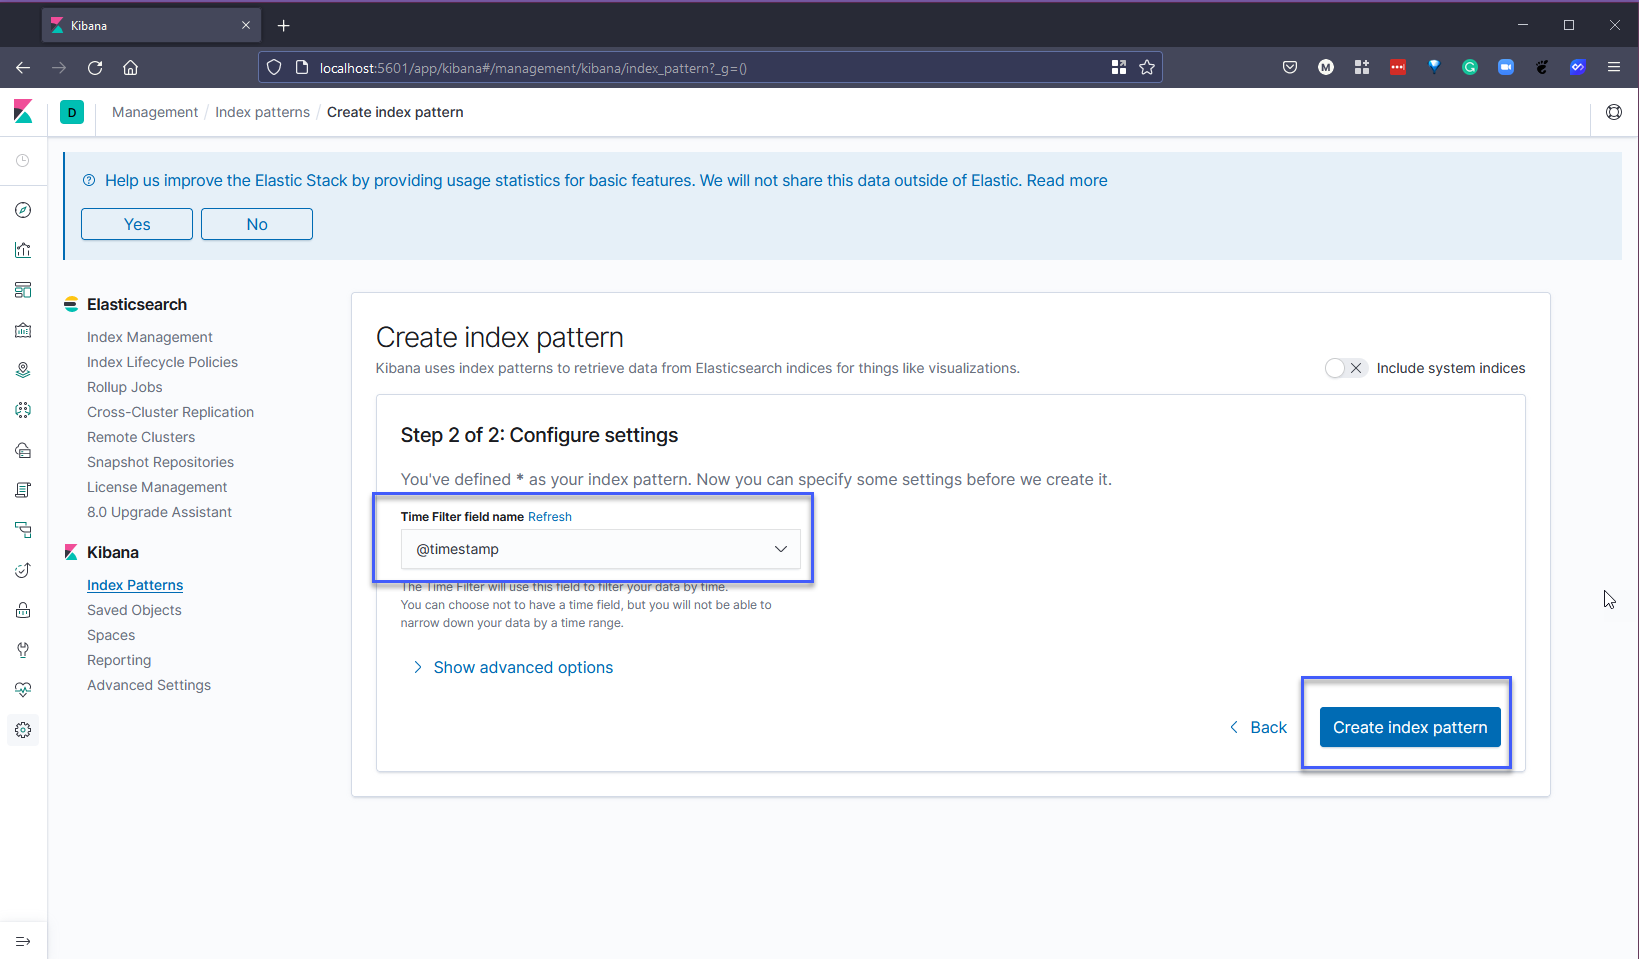 Kibana
localhost:5601/app/kibana#/management/kibana/index_pattern?_g=()
M
G
D
Management / Index patterns / Create index pattern
Help us improve the Elastic Stack by providing usage statistics for basic features. We will not share this data outside of Elastic. Read more
Yes
No
Elasticsearch
Index Management
Index Lifecycle Policies
Rollup Jobs
Cross-Cluster Replication
Remote Clusters
Snapshot Repositories
License Management
8.0 Upgrade Assistant
Kibana
Index Patterns
Saved Objects
Spaces
Reporting
Advanced Settings
Create index pattern
Kibana uses index patterns to retrieve data from Elasticsearch indices for things like visualizations.
Include system indices
Step 2 of 2: Configure settings
You've defined * as your index pattern. Now you can specify some settings before we create it.
Time Filter field name Refresh
@timestamp
The Time Filter will use this field to filter your data by time.
You can choose not to have a time field, but you will not be able to
narrow down your data by a time range.
Show advanced options
Back
Create index pattern